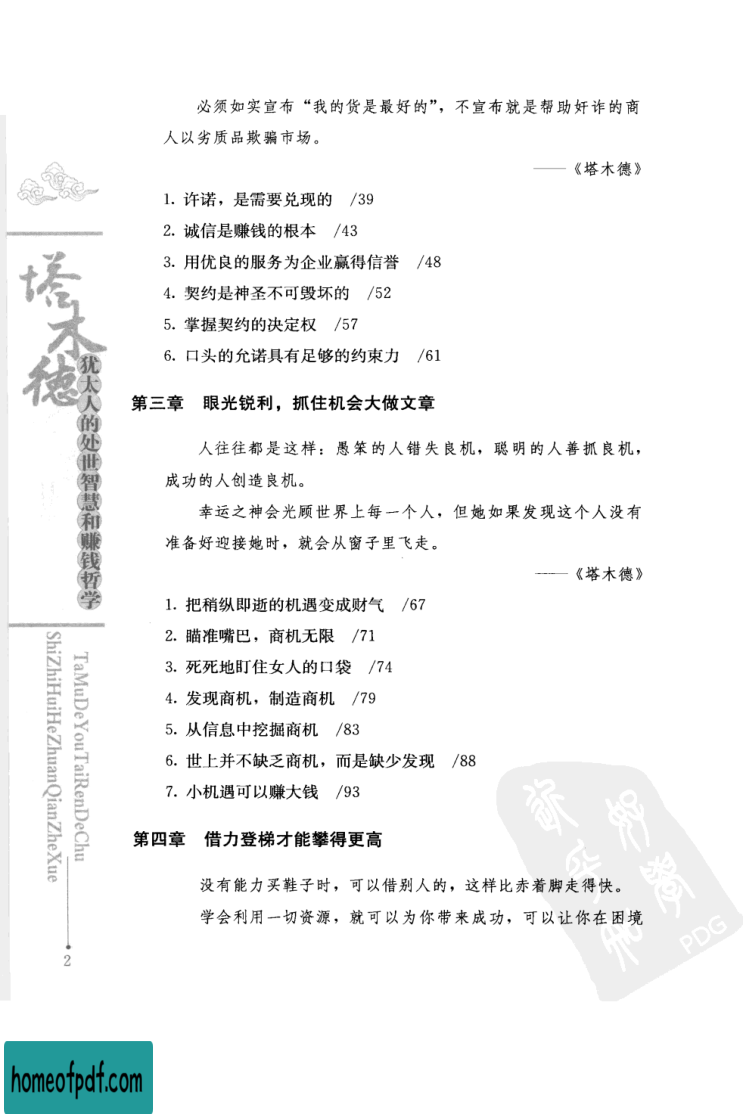 必须如实宣布“我的货是最好的”，不宣布就是帮助奸诈的商
人以劣质品欺骗市场。
——《塔木德》
1. 许诺，是需要兑现的 /39
2. 诚信是赚钱的根本 /43
3. 用优良的服务为企业赢得信誉 /48
4. 契约是神圣不可毁坏的 /52
5. 掌握契约的决定权 /57
6. 口头的允诺具有足够的约束力 /61
第三章 眼光锐利，抓住机会大做文章
人往往都是这样：愚笨的人错失良机，聪明的人善抓良机，
成功的人创造良机。
幸运之神会光顾世界上每一个人，但她如果发现这个人没有
准备好迎接她时，就会从窗子里飞走。
——《塔木德》
1. 把稍纵即逝的机遇变成财气 /67
2. 瞄准嘴巴，商机无限 /71
3. 死死地盯住女人的口袋 /74
4. 发现商机，制造商机 /79
5. 从信息中挖掘商机 /83
6. 世上并不缺乏商机，而是缺少发现 /88
7. 小机遇可以赚大钱 /93
第四章 借力登梯才能攀得更高
没有能力买鞋子时，可以借别人的，这样比赤着脚走得快。
学会利用一切资源，就可以为你带来成功，可以让你在困境
塔木德
犹太人的处世智慧和赚钱哲学
TaMuDeYouTaiRenDeChu
ShiZhiHuiHeZhuanQianZheXue
2
PDG
homeofpdf.com